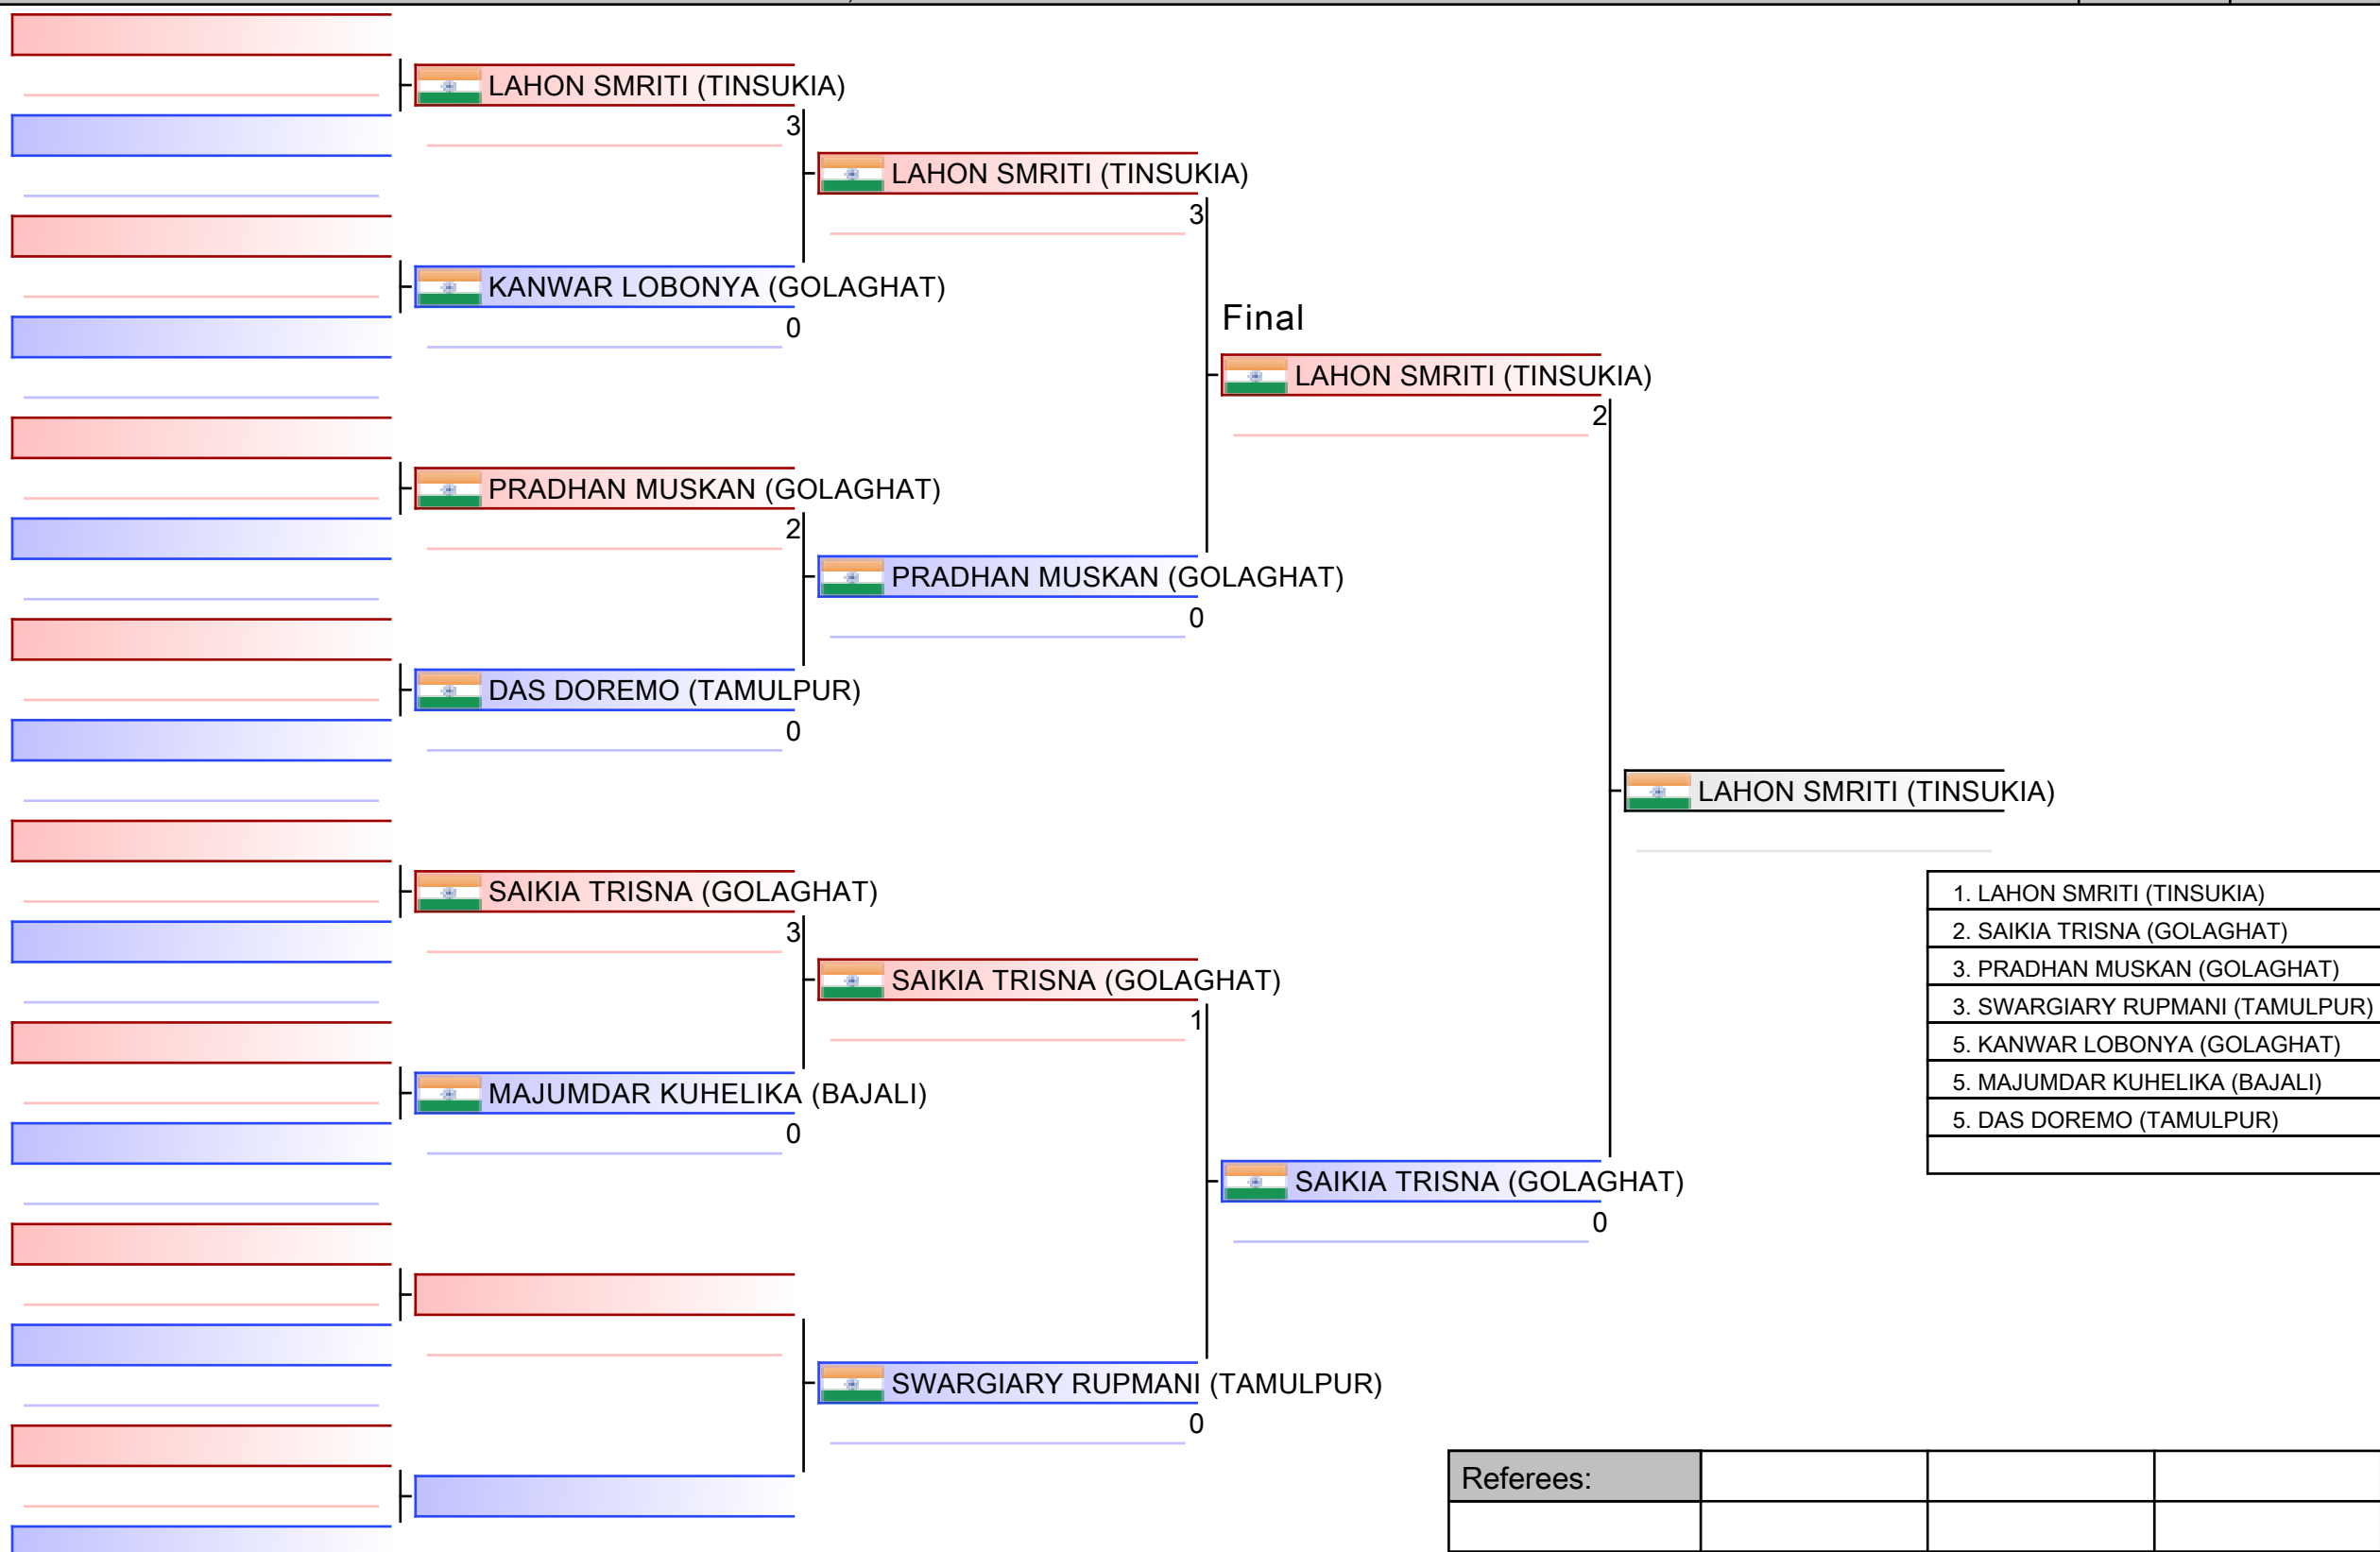 LAHON SMRITI (TINSUKIA)
3
KANWAR LOBONYA (GOLAGHAT)
0
PRADHAN MUSKAN (GOLAGHAT)
2
DAS DOREMO (TAMULPUR)
0
SAIKIA TRISNA (GOLAGHAT)
3
MAJUMDAR KUHELIKA (BAJALI)
0
LAHON SMRITI (TINSUKIA)
3
PRADHAN MUSKAN (GOLAGHAT)
0
SAIKIA TRISNA (GOLAGHAT)
1
SWARGIARY RUPMANI (TAMULPUR)
0
Final
LAHON SMRITI (TINSUKIA)
2
SAIKIA TRISNA (GOLAGHAT)
0
LAHON SMRITI (TINSUKIA)
1. LAHON SMRITI (TINSUKIA)
2. SAIKIA TRISNA (GOLAGHAT)
3. PRADHAN MUSKAN (GOLAGHAT)
3. SWARGIARY RUPMANI (TAMULPUR)
5. KANWAR LOBONYA (GOLAGHAT)
5. MAJUMDAR KUHELIKA (BAJALI)
5. DAS DOREMO (TAMULPUR)
Referees: